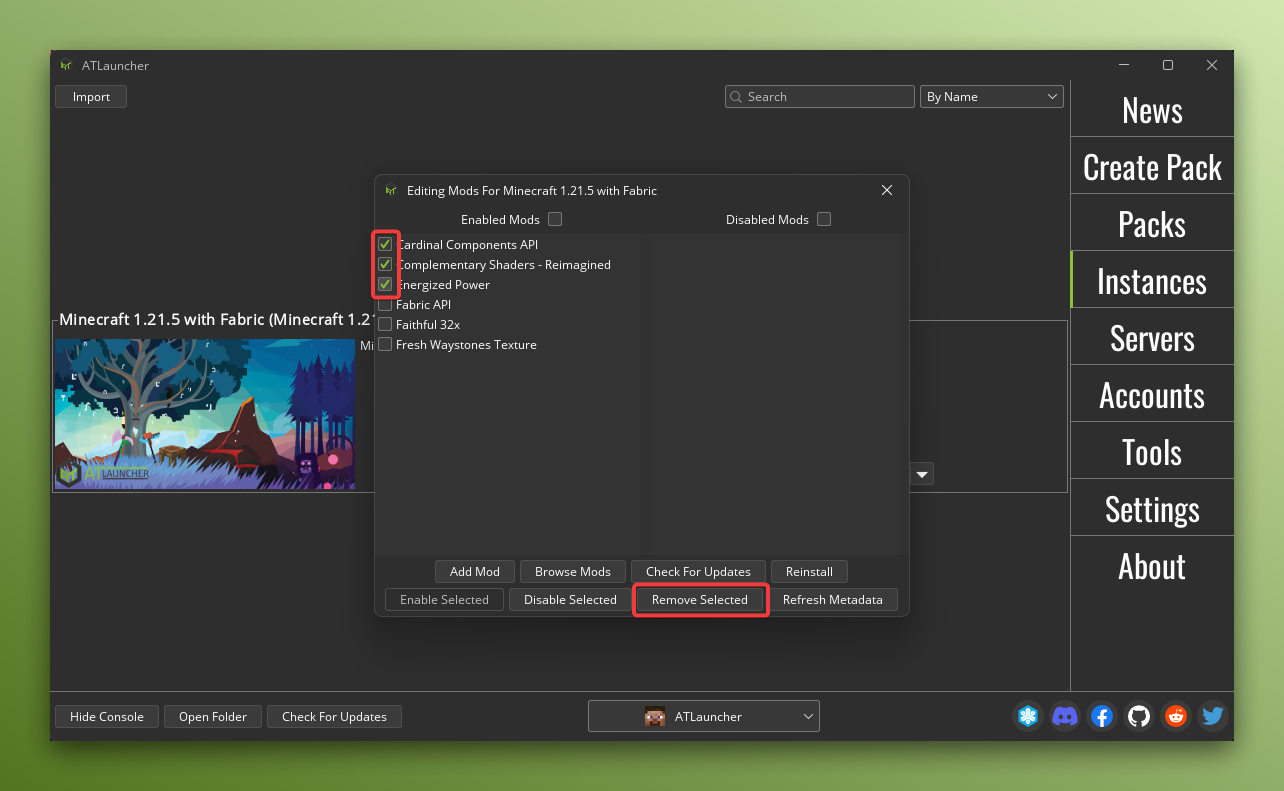 ATLauncher
Import
Search
By Name
News
Create Pack
Packs
Instances
Servers
Accounts
Tools
Settings
About
Editing Mods For Minecraft 1.21.5 with Fabric
Enabled Mods
Disabled Mods
Cardinal Components API
Complementary Shaders - Reimagined
Energized Power
Fabric API
Faithful 32x
Fresh Waystones Texture
Minecraft 1.21.5 with Fabric (Minecraft 1.21
Mi
ATLAUNCHER
Add Mod
Browse Mods
Check For Updates
Reinstall
Enable Selected
Disable Selected
Remove Selected
Refresh Metadata
Hide Console
Open Folder
Check For Updates
ATLauncher